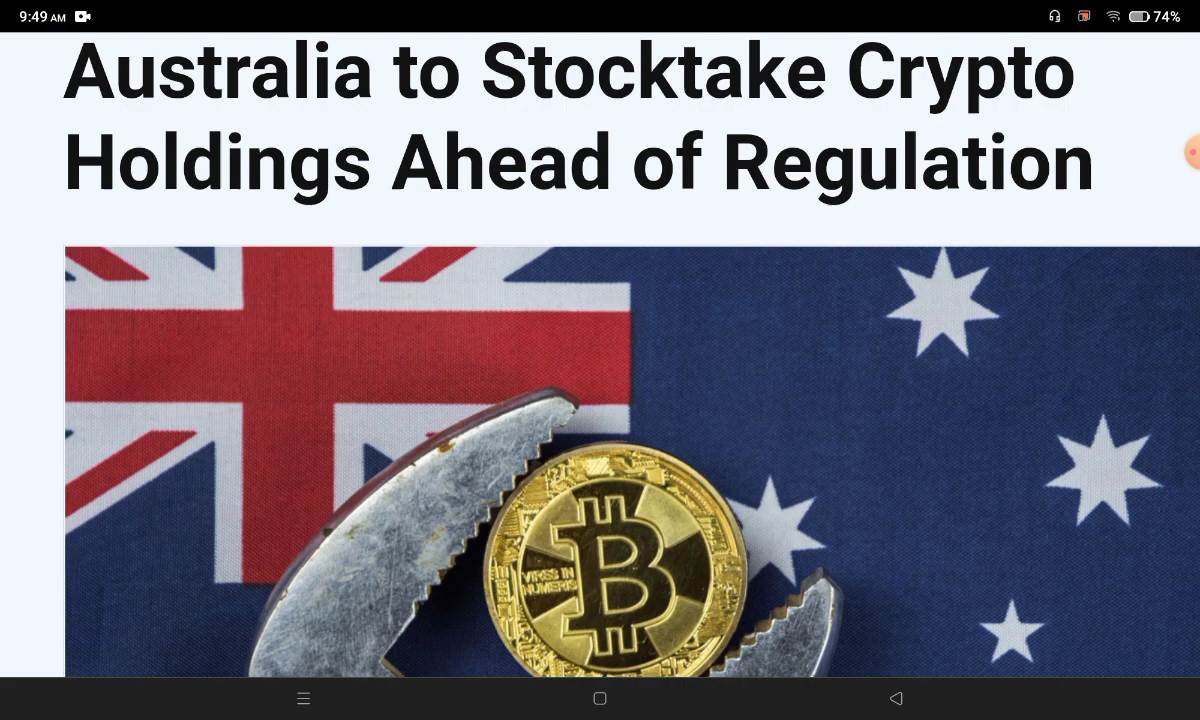 9:49 AM
74%
Australia to Stocktake Crypto
Holdings Ahead of Regulation
VIRES IN
NUMERIS
B